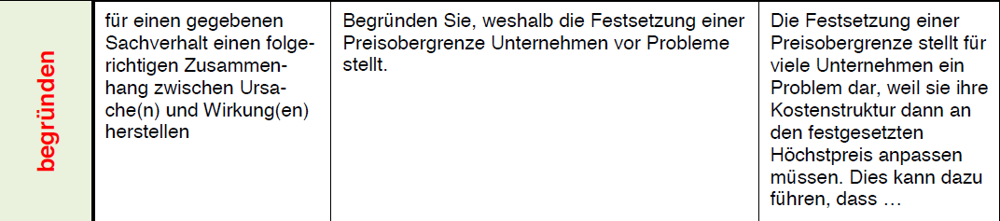 begründen
für einen gegebenen
Sachverhalt einen folge-
richtigen Zusammen-
hang zwischen Ursa-
che(n) und Wirkung(en)
herstellen
Begründen Sie, weshalb die Festsetzung einer
Preisobergrenze Unternehmen vor Probleme
stellt.
Die Festsetzung einer
Preisobergrenze stellt für
viele Unternehmen ein
Problem dar, weil sie ihre
Kostenstruktur dann an
den festgesetzten
Höchstpreis anpassen
müssen. Dies kann dazu
führen, dass …